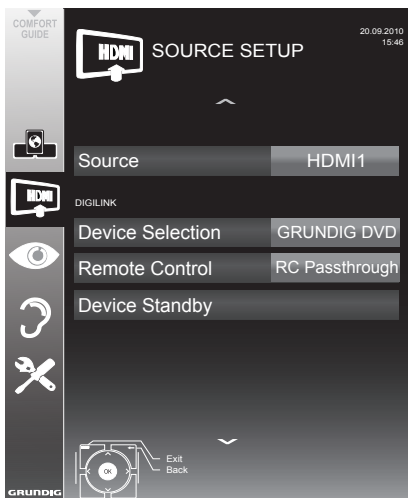 COMFORT
GUIDE
HDMI
SOURCE SETUP
20.09.2010
15:46
Source HDMI1
HDMI
DIGILINK
Device Selection GRUNDIG DVD
Remote Control RC Passthrough
Device Standby
Exit
OK
Back
GRUNDIG